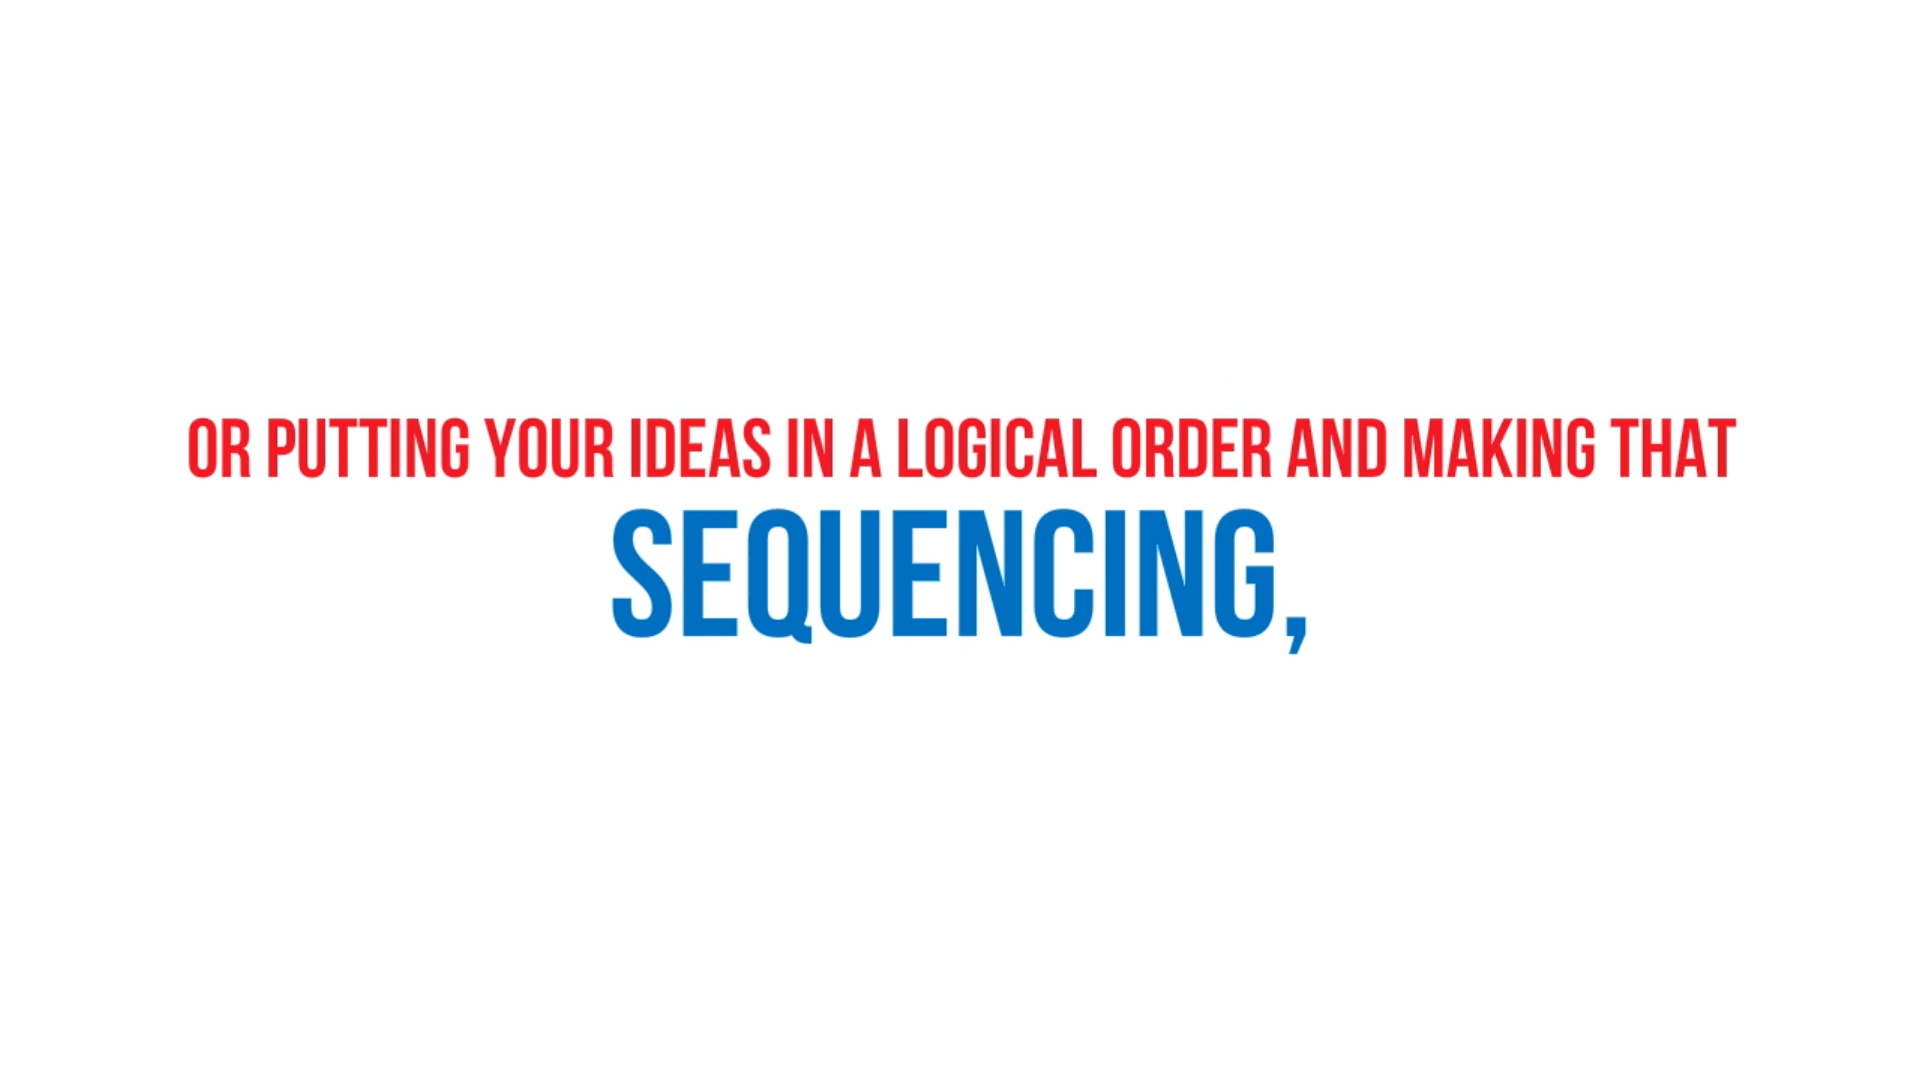 OR PUTTING YOUR IDEAS IN A LOGICAL ORDER AND MAKING THAT
SEQUENCING,